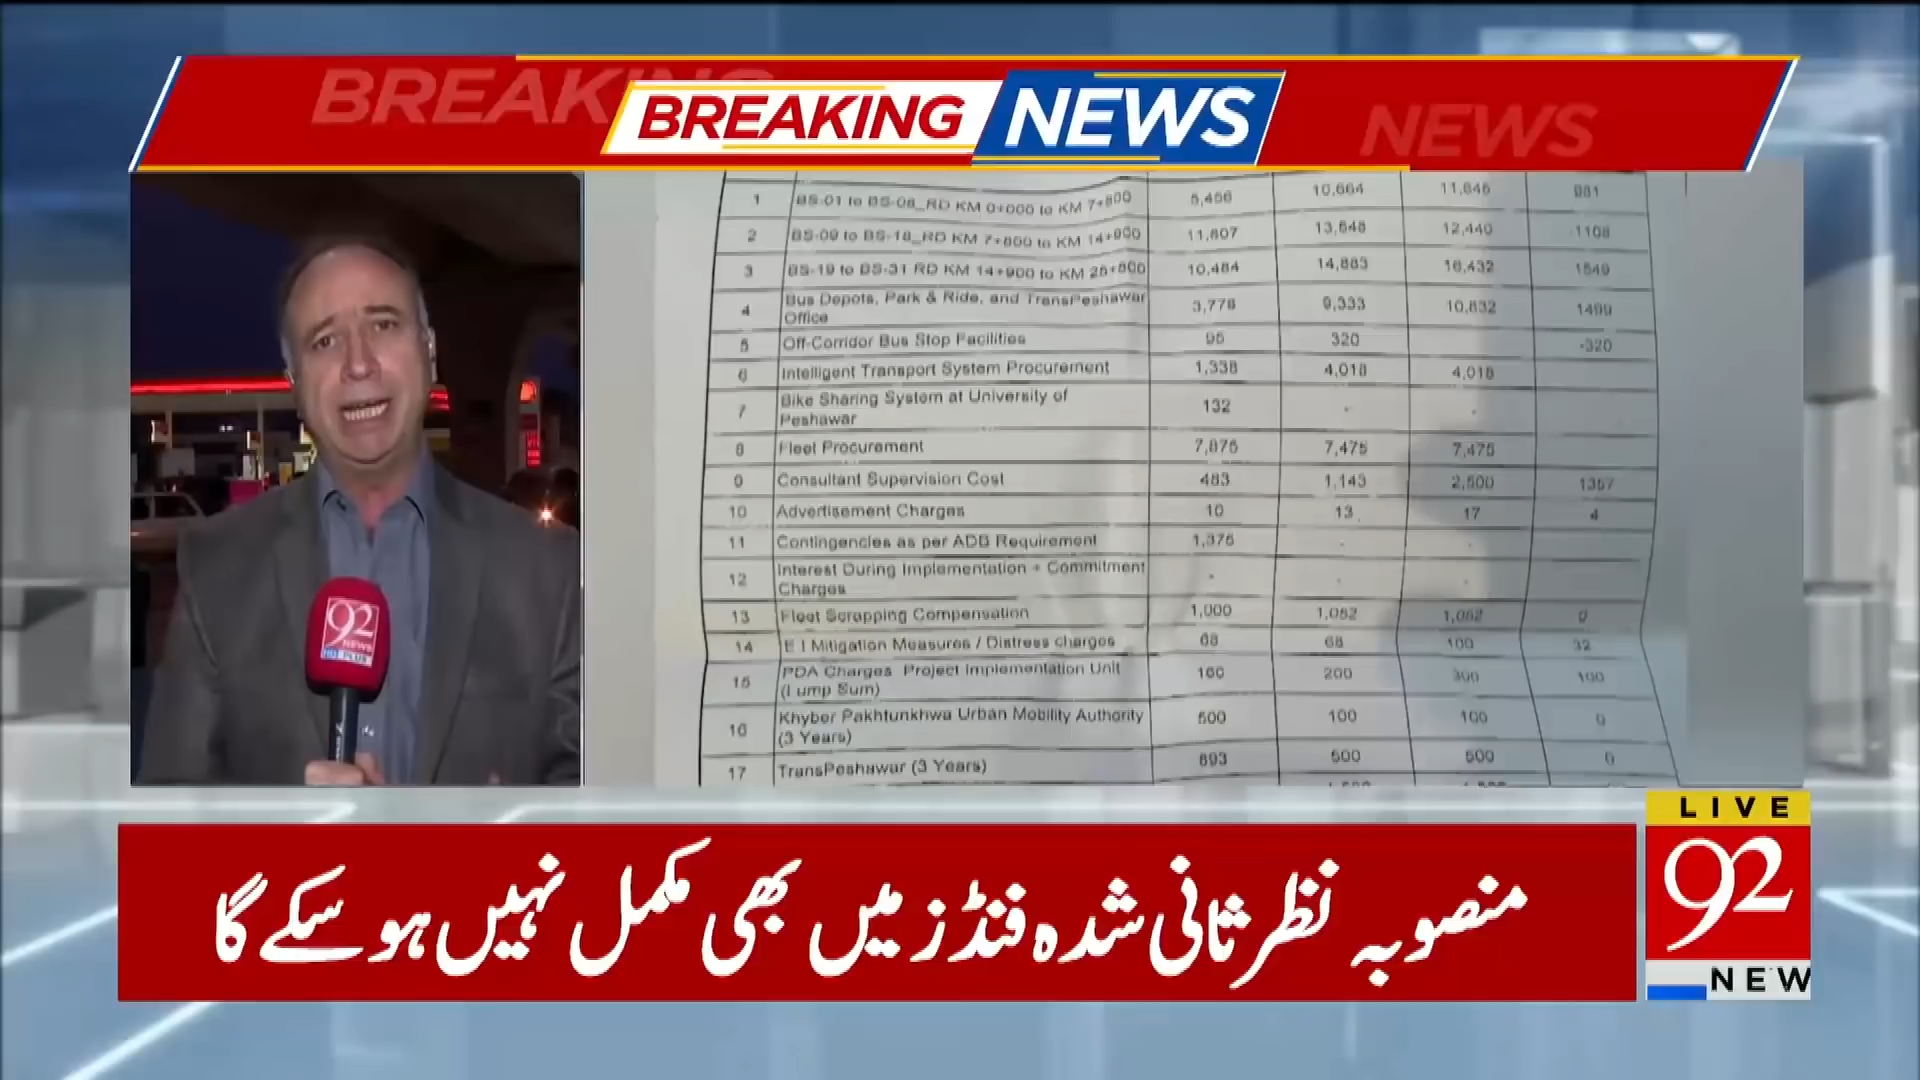 BREAKING NEWS
BREAKING NEWS
1 BS-01 to BS-08_RD KM 0+000 to KM 7+800 5,456 10,664 11,646 981
2 BS-09 to BS-18_RD KM 7+800 to KM 14+900 11,807 13,548 12,440 -1108
3 BS-19 to BS-31 RD KM 14+900 to KM 25+800 10,484 14,883 16,432 1549
4 Bus Depots, Park & Ride, and TransPeshawar
Office 3,778 9,333 10,832 1499
5 Off-Corridor Bus Stop Facilities 95 320 -320
6 Intelligent Transport System Procurement 1,338 4,018 4,018
7 Bike Sharing System at University of
Peshawar 132 - -
8 Fleet Procurement 7,875 7,475 7,475
9 Consultant Supervision Cost 483 1,143 2,500 1357
10 Advertisement Charges 10 13 17 4
11 Contingencies as per ADB Requirement 1,375 - -
12 Interest During Implementation + Commitment
Charges - - -
13 Fleet Scrapping Compensation 1,000 1,052 1,052 0
14 E I Mitigation Measures / Distress charges 68 68 100 32
15 PDA Charges Project Implementation Unit
(Lump Sum) 160 200 300 100
16 Khyber Pakhtunkhwa Urban Mobility Authority
(3 Years) 500 100 100 0
17 TransPeshawar (3 Years) 893 500 500 0
92
NEWS
HD PLUS
LIVE
92
NEW
منصوبہ نظرثانی شدہ فنڈز میں بھی مکمل نہیں ہو سکے گا